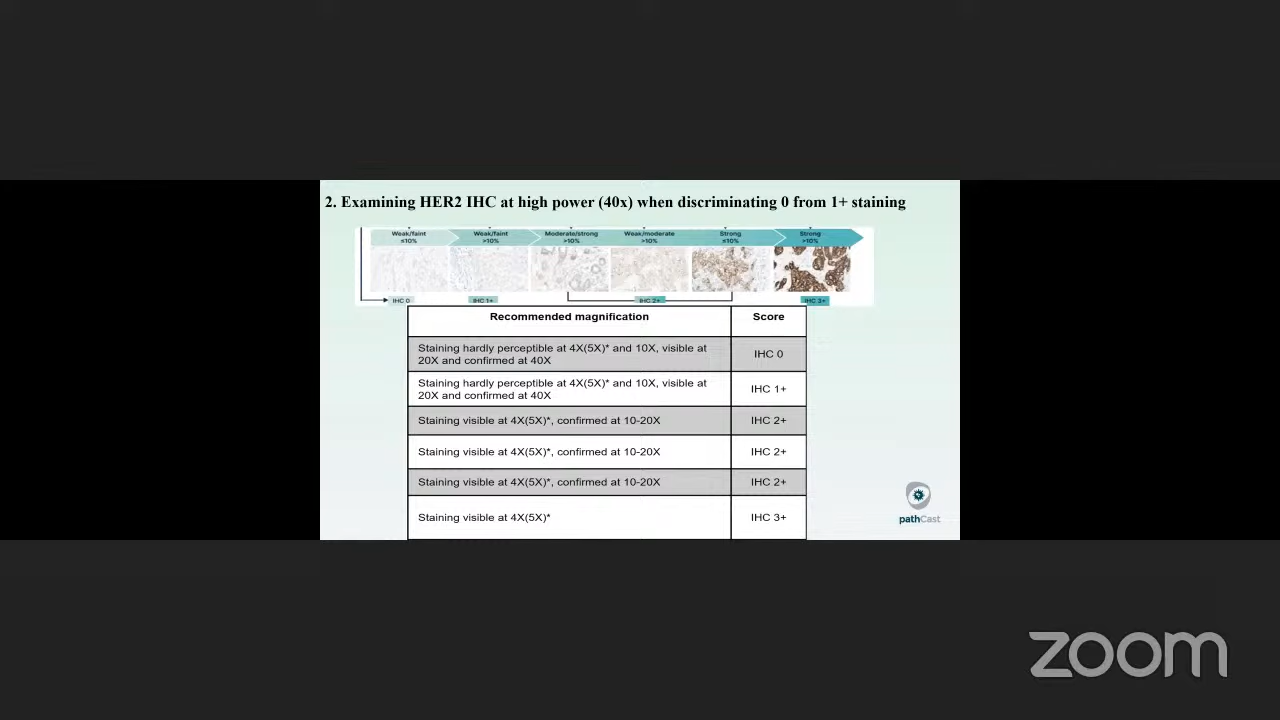 2. Examining HER2 IHC at high power (40x) when discriminating 0 from 1+ staining
Weak/faint
≤10%
Weak/faint
>10%
Moderate/strong
>10%
Weak/moderate
>10%
Strong
≤10%
Strong
>10%
IHC 0
IHC 1+
IHC 2+
IHC 3+
Recommended magnification
Score
Staining hardly perceptible at 4X(5X)* and 10X, visible at
20X and confirmed at 40X
IHC 0
Staining hardly perceptible at 4X(5X)* and 10X, visible at
20X and confirmed at 40X
IHC 1+
Staining visible at 4X(5X)*, confirmed at 10-20X
IHC 2+
Staining visible at 4X(5X)*, confirmed at 10-20X
IHC 2+
Staining visible at 4X(5X)*, confirmed at 10-20X
IHC 2+
Staining visible at 4X(5X)*
IHC 3+
pathCast
zoom